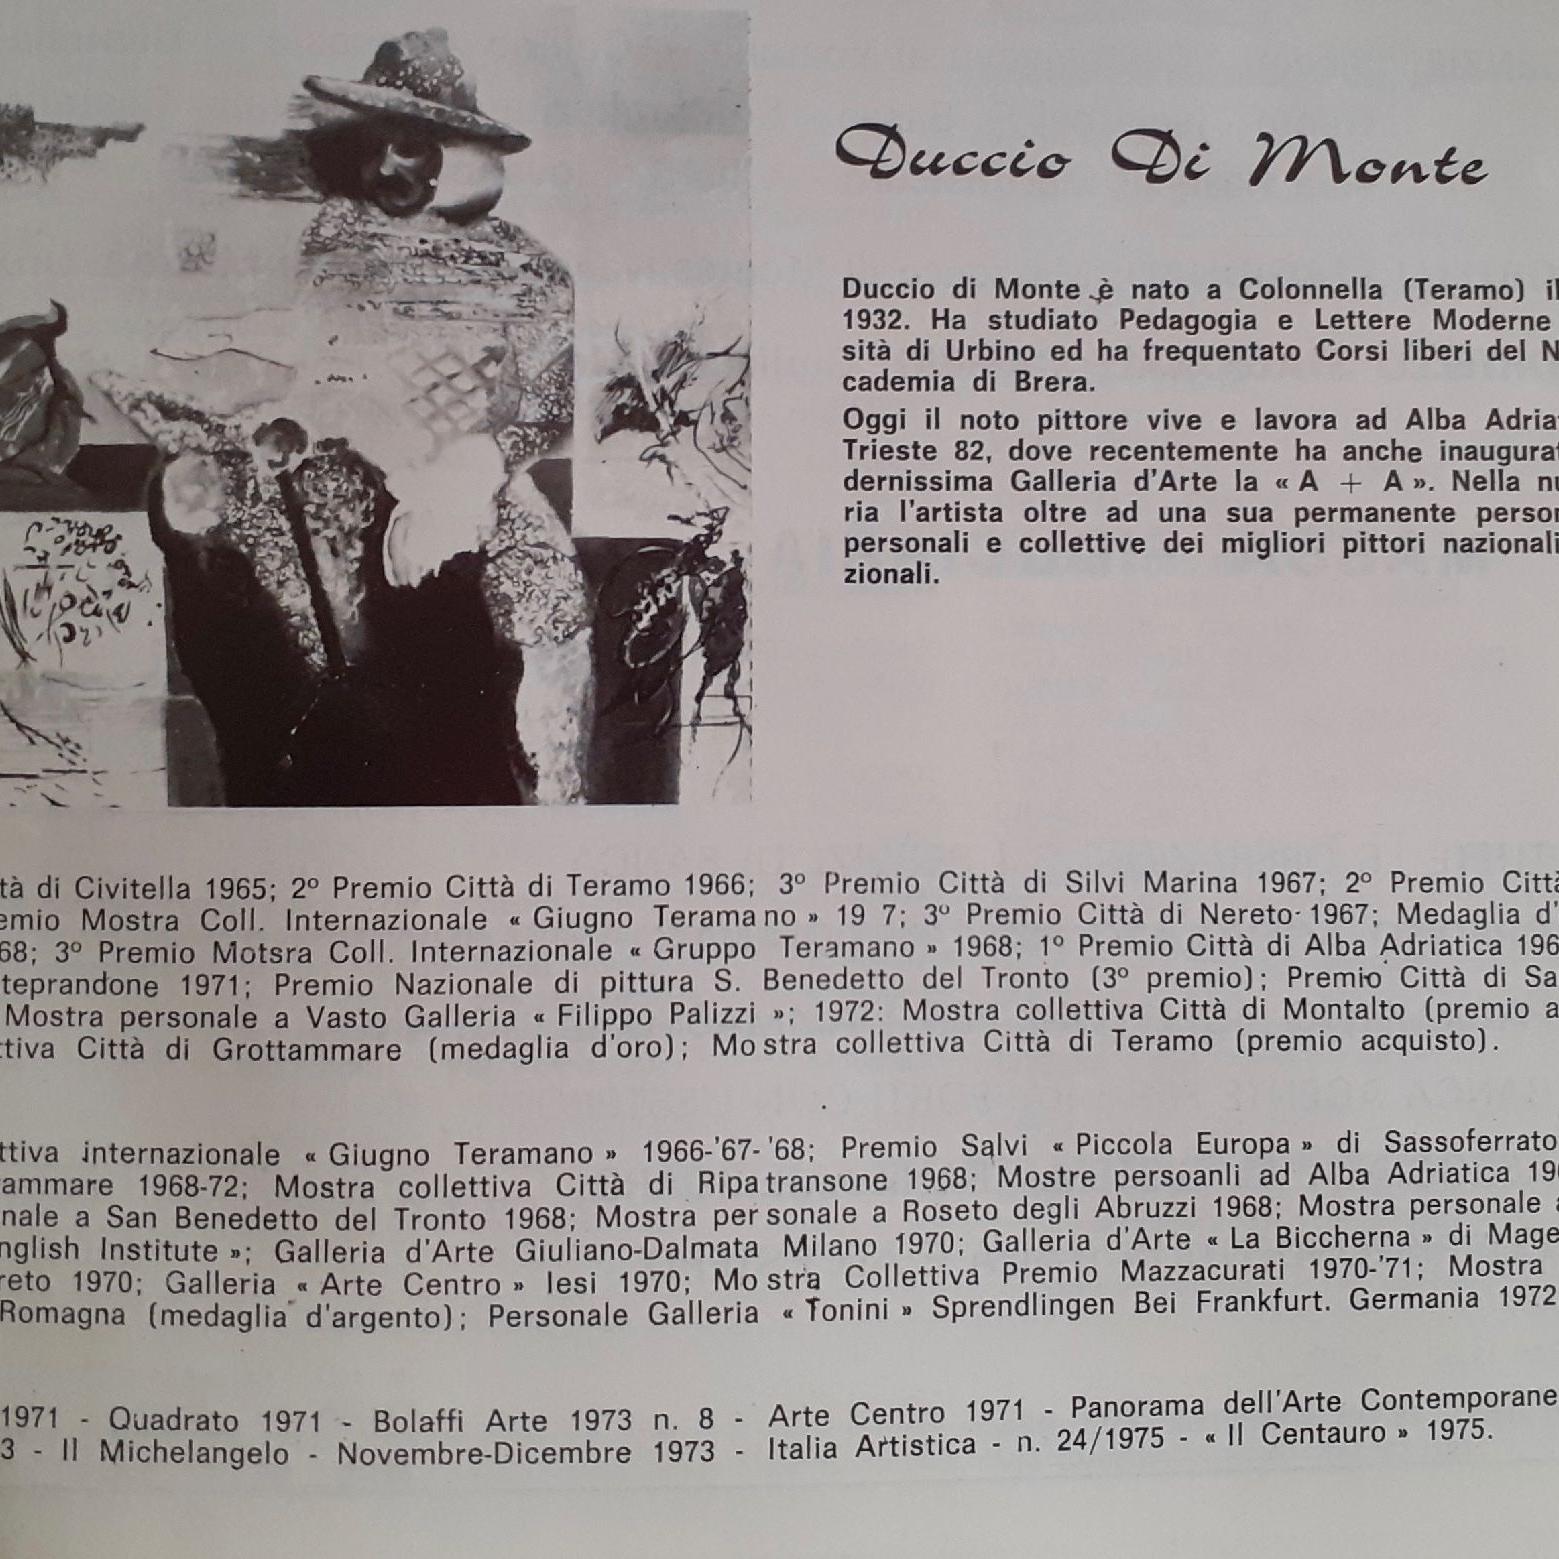 Duccio Di Monte
Duccio di Monte è nato a Colonnella (Teramo) il
1932. Ha studiato Pedagogia e Lettere Moderne
sità di Urbino ed ha frequentato Corsi liberi del N
cademia di Brera.
Oggi il noto pittore vive e lavora ad Alba Adria
Trieste 82, dove recentemente ha anche inaugurat
dernissima Galleria d'Arte la « A + A ». Nella nu
ria l'artista oltre ad una sua permanente person
personali e collettive dei migliori pittori nazionali
zionali.
tà di Civitella 1965; 2º Premio Città di Teramo 1966; 3º Premio Città di Silvi Marina 1967; 2º Premio Citt
emio Mostra Coll. Internazionale « Giugno Teramano » 19 7; 3º Premio Città di Nereto 1967; Medaglia d'
68; 3º Premio Motsra Coll. Internazionale « Gruppo Teramano » 1968; 1º Premio Città di Alba Adriatica 196
teprandone 1971; Premio Nazionale di pittura S. Benedetto del Tronto (3º premio); Premio Città di Sa
Mostra personale a Vasto Galleria « Filippo Palizzi »; 1972: Mostra collettiva Città di Montalto (premio a
ttiva Città di Grottammare (medaglia d'oro); Mostra collettiva Città di Teramo (premio acquisto).
ttiva internazionale « Giugno Teramano » 1966-'67-'68; Premio Salvi « Piccola Europa » di Sassoferrato
ammare 1968-72; Mostra collettiva Città di Ripatransone 1968; Mostre persoanli ad Alba Adriatica 19
nale a San Benedetto del Tronto 1968; Mostra personale a Roseto degli Abruzzi 1968; Mostra personale a
nglish Institute »; Galleria d'Arte Giuliano-Dalmata Milano 1970; Galleria d'Arte « La Biccherna » di Mage
reto 1970; Galleria « Arte Centro » Iesi 1970; Mostra Collettiva Premio Mazzacurati 1970-'71; Mostra
Romagna (medaglia d'argento); Personale Galleria « Tonini » Sprendlingen Bei Frankfurt. Germania 1972
1971 - Quadrato 1971 - Bolaffi Arte 1973 n. 8 - Arte Centro 1971 - Panorama dell'Arte Contemporane
3 - Il Michelangelo - Novembre-Dicembre 1973 - Italia Artistica - n. 24/1975 - « Il Centauro » 1975.